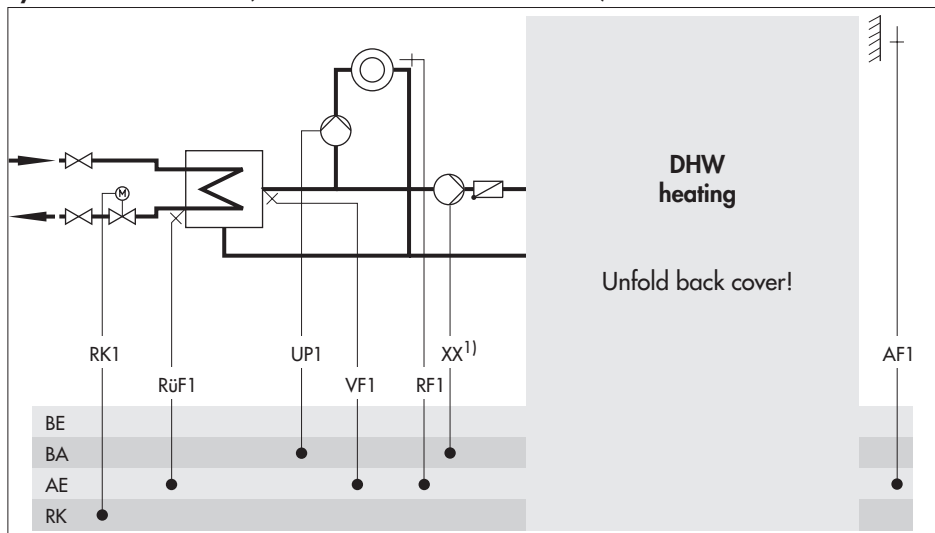 M
DHW
heating
Unfold back cover!
RK1
UP1
XX1)
AF1
RüF1
VF1
RF1
BE
BA
AE
RK